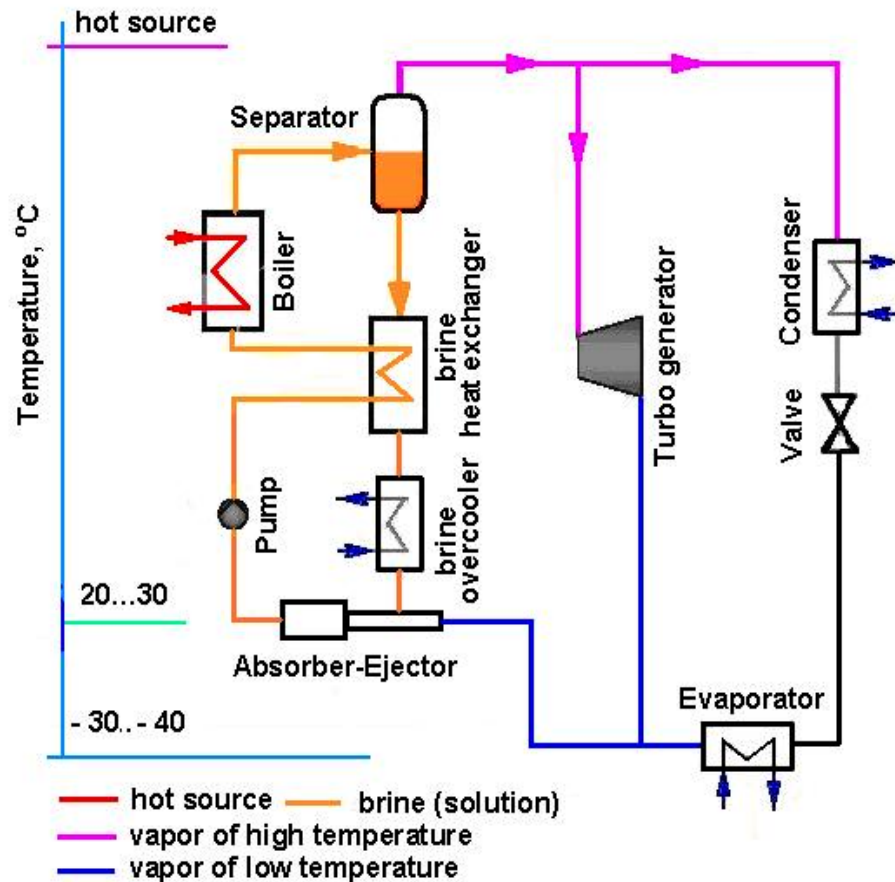 hot source
Separator
Temperature, ºC
Boiler
brine
heat exchanger
Turbo generator
Condenser
Valve
Pump
brine
overcooler
20...30
Absorber-Ejector
- 30.. - 40
Evaporator
hot source
brine (solution)
vapor of high temperature
vapor of low temperature